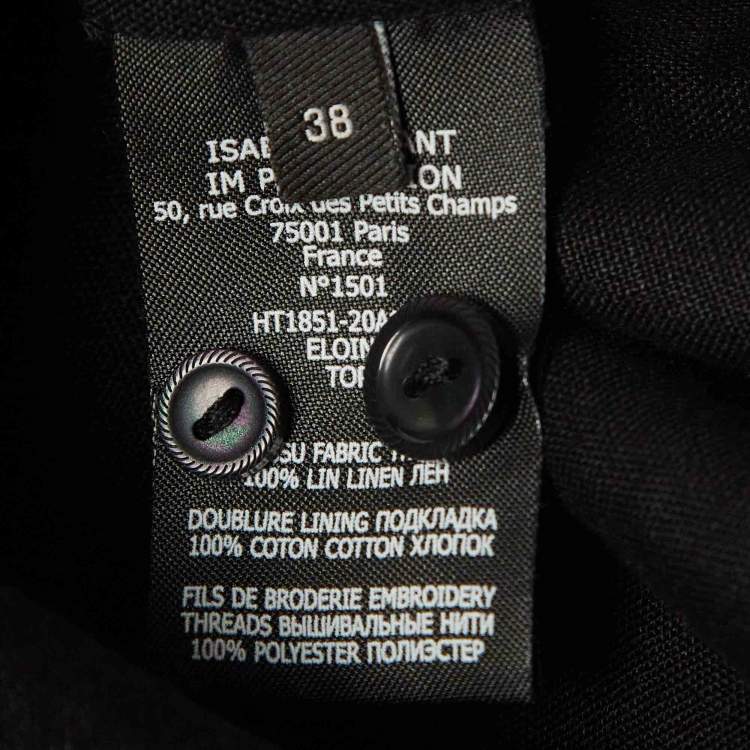 38
50, rue Croix des Petits Champs
75001 Paris
France
N°1501
FABRIC
100% LIN LINEN ЛЕН
DOUBLURE LINING ПОДКЛАДКА
100% COTON COTTON ХЛОПОК
FILS DE BRODERIE EMBROIDERY
THREADS ВЫШИВАЛЬНЫЕ НИТИ
100% POLYESTER ПОЛИЭСТЕР